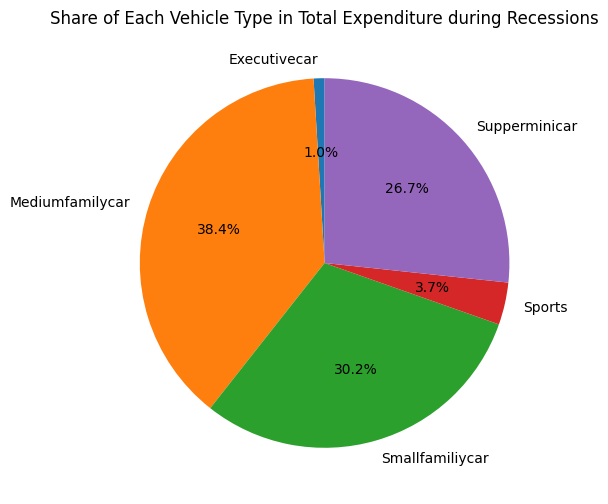 Share of Each Vehicle Type in Total Expenditure during Recessions
Executivecar
1.0%
Supperminicar
26.7%
Mediumfamilycar
38.4%
Sports
3.7%
30.2%
Smallfamiliycar